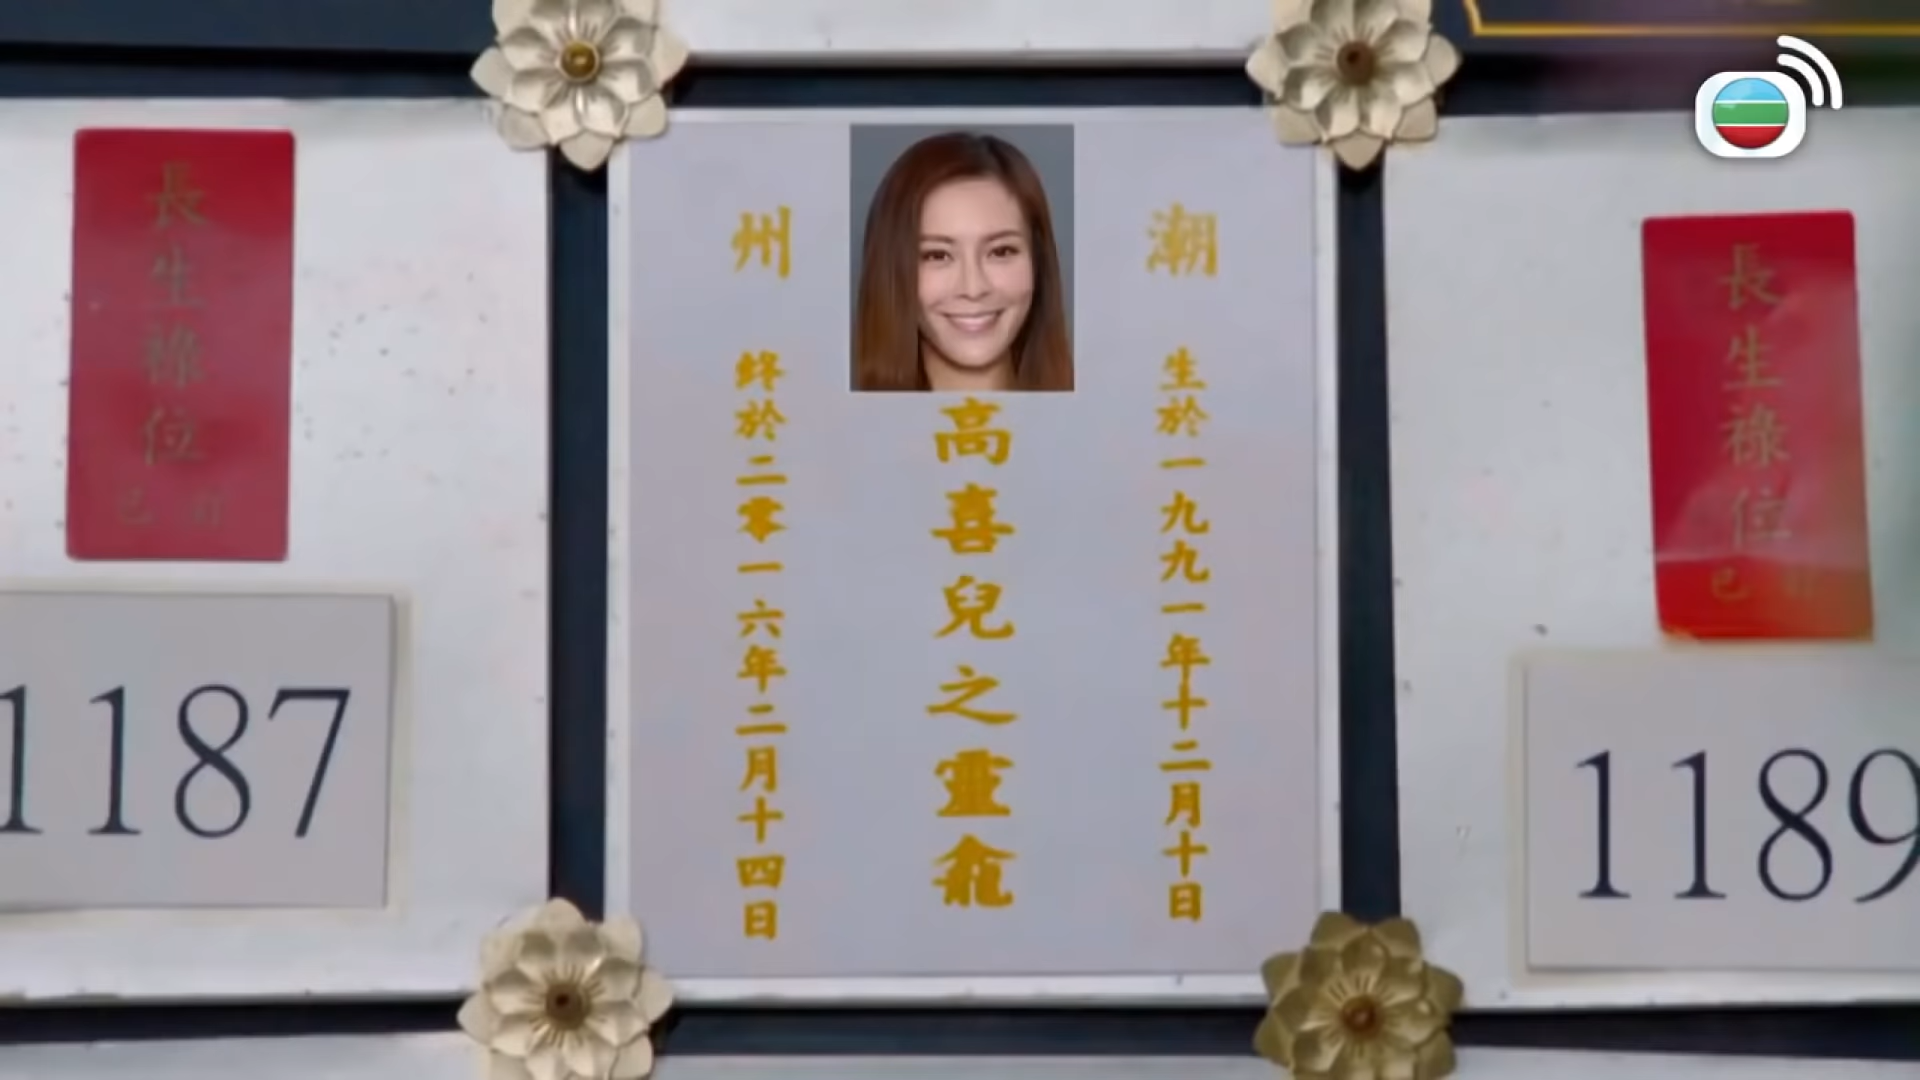 長生祿位
潮州
生於一九九一年十二月十日
高喜兒之靈龕
終於二零一六年二月十四日
長生祿位
1187
1189